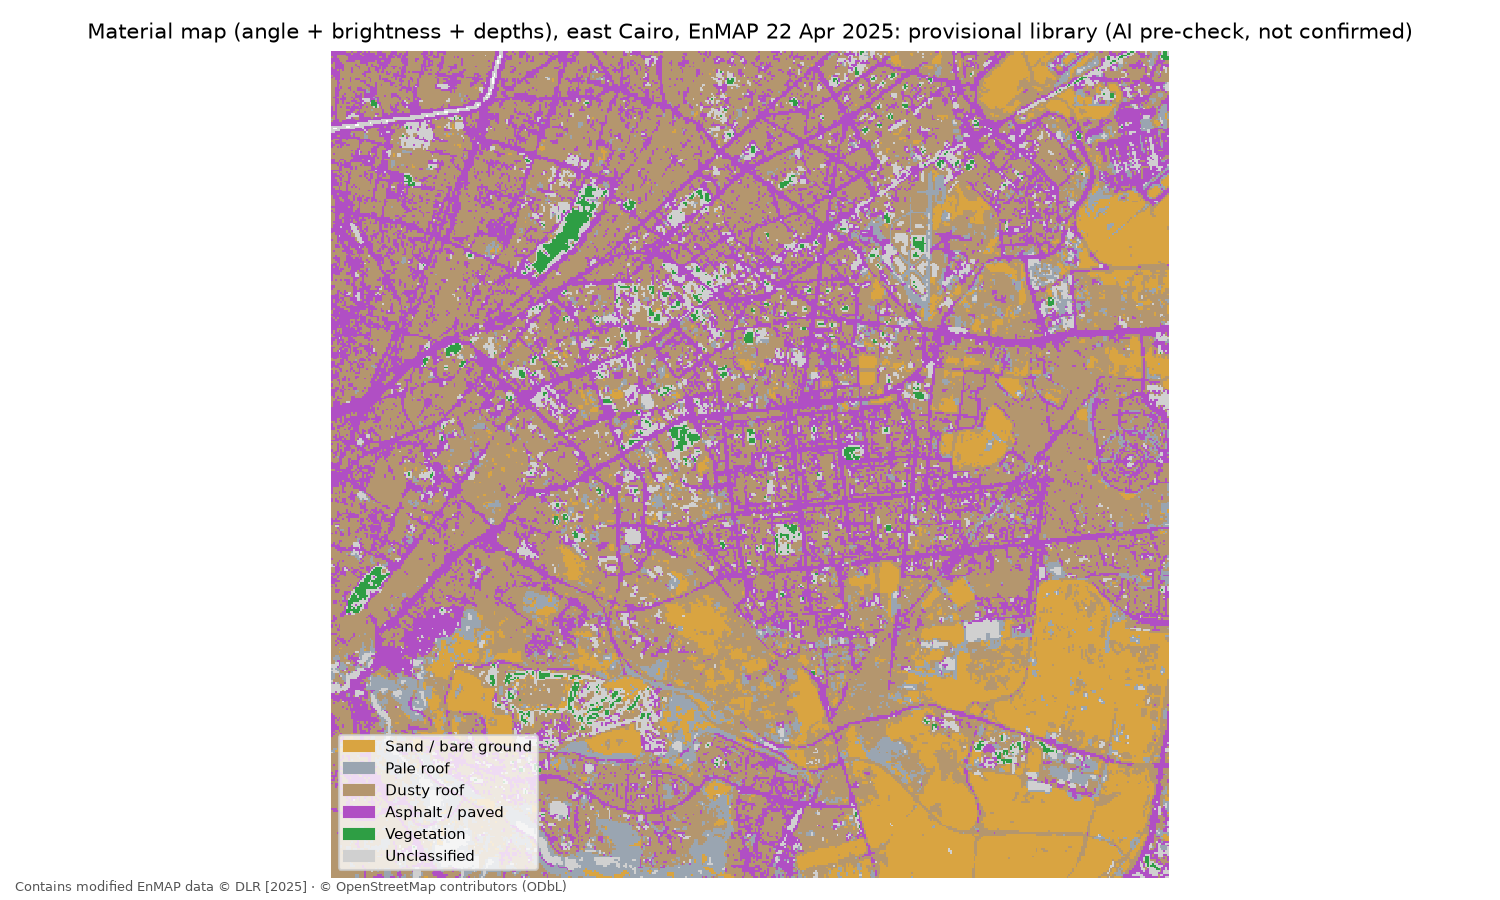 Material map (angle + brightness + depths), east Cairo, EnMAP 22 Apr 2025: provisional library (AI pre-check, not confirmed)
Sand / bare ground
Pale roof
Dusty roof
Asphalt / paved
Vegetation
Unclassified
Contains modified EnMAP data © DLR [2025] · © OpenStreetMap contributors (ODbL)